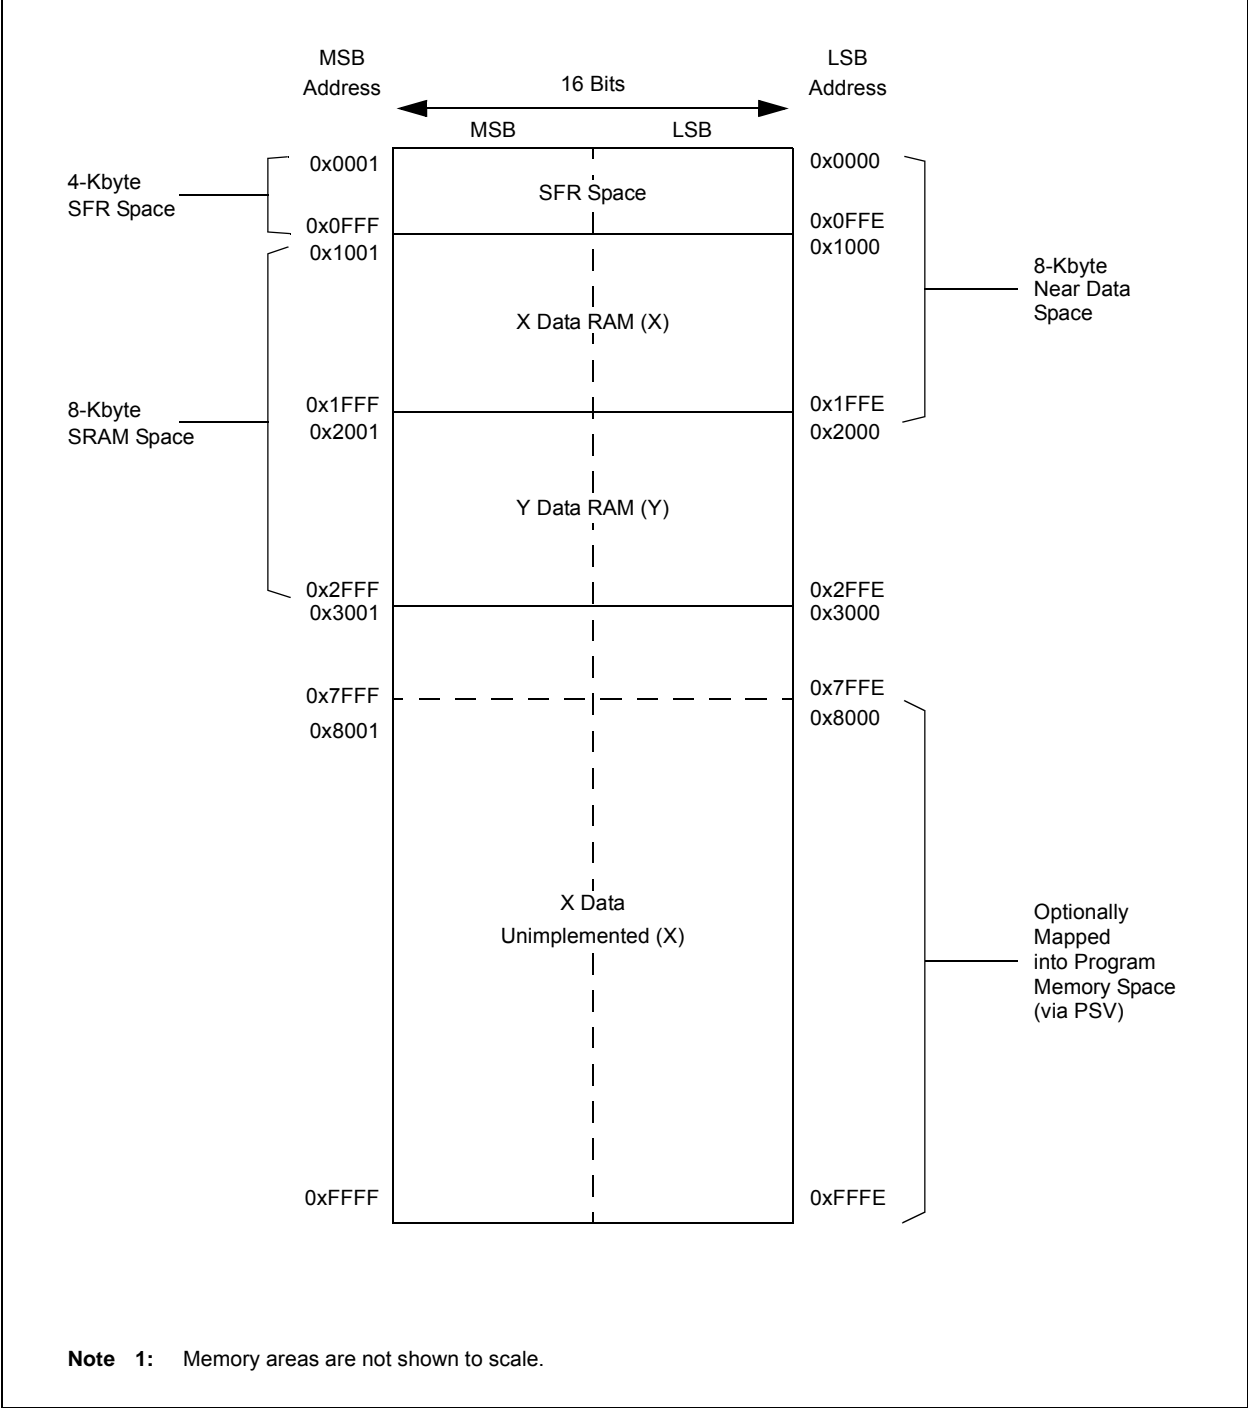 MSB
Address
16 Bits
LSB
Address
MSB
LSB
0x0001
0x0000
4-Kbyte
SFR Space
SFR Space
0x0FFF
0x0FFE
0x1001
0x1000
8-Kbyte
Near Data
Space
X Data RAM (X)
0x1FFF
0x1FFE
8-Kbyte
SRAM Space
0x2001
0x2000
Y Data RAM (Y)
0x2FFF
0x2FFE
0x3001
0x3000
0x7FFF
0x7FFE
0x8001
0x8000
X Data
Unimplemented (X)
Optionally
Mapped
into Program
Memory Space
(via PSV)
0xFFFF
0xFFFE
Note 1: Memory areas are not shown to scale.